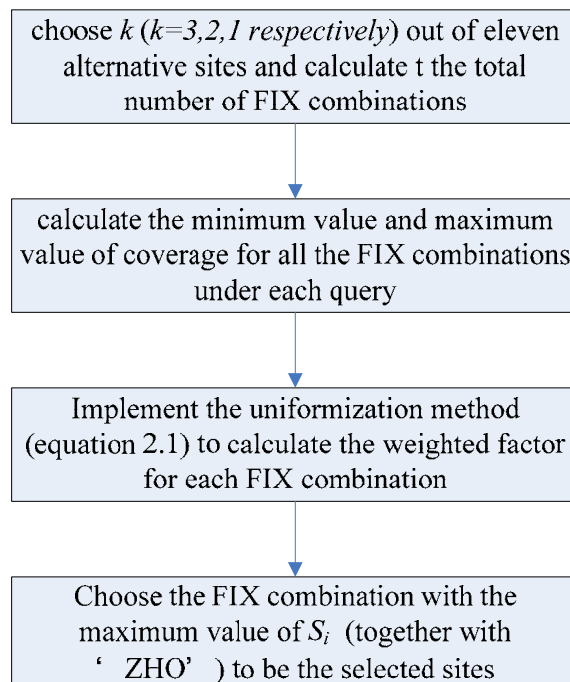 choose k (k=3,2,1 respectively) out of eleven
alternative sites and calculate t the total
number of FIX combinations
calculate the minimum value and maximum
value of coverage for all the FIX combinations
under each query
Implement the uniformization method
(equation 2.1) to calculate the weighted factor
for each FIX combination
Choose the FIX combination with the
maximum value of Si (together with
‘ ZHO’ ) to be the selected sites